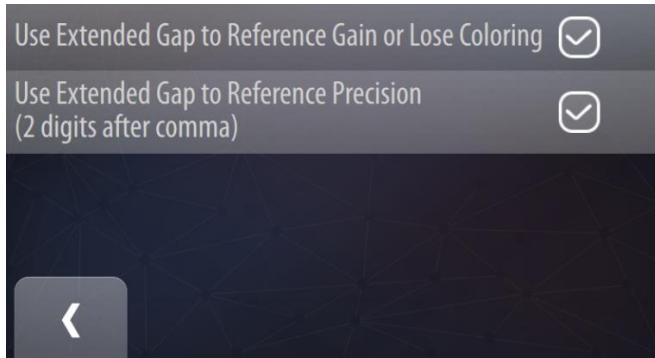 Use Extended Gap to Reference Gain or Lose Coloring
Use Extended Gap to Reference Precision
(2 digits after comma)